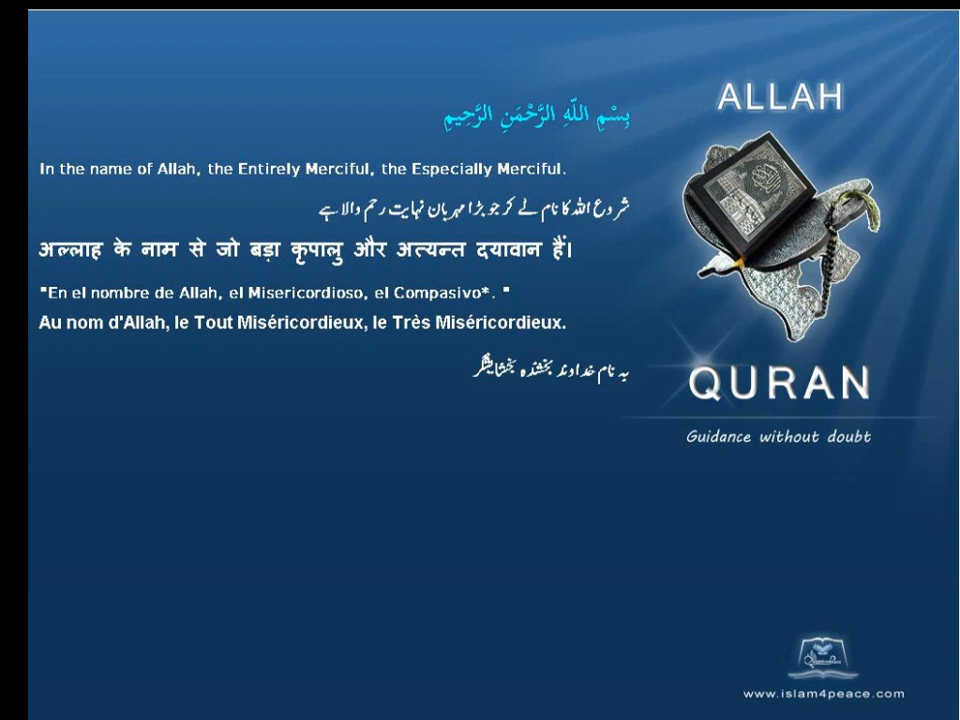 بِسْمِ اللّهِ الرَّحْمَنِ الرَّحِيمِ
In the name of Allah, the Entirely Merciful, the Especially Merciful.
شروع اللہ کا نام لے کر جو بڑا مہربان نہایت رحم والا ہے
अल्लाह के नाम से जो बड़ा कृपालु और अत्यन्त दयावान हैं।
"En el nombre de Allah, el Misericordioso, el Compasivo*. "
Au nom d'Allah, le Tout Miséricordieux, le Très Miséricordieux.
به نام خداوند بخشنده بخشایشگر
ALLAH
QURAN
Guidance without doubt
www.islam4peace.com